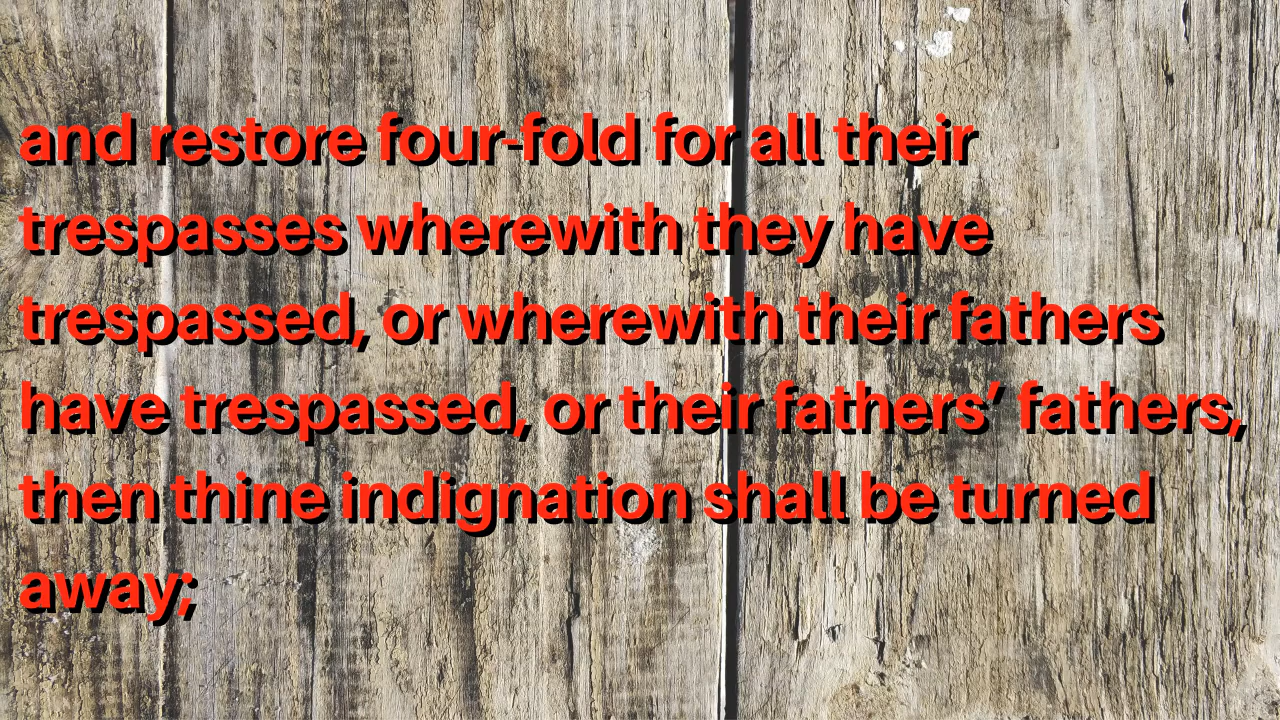 and restore four-fold for all their
trespasses wherewith they have
trespassed, or wherewith their fathers
have trespassed, or their fathers’ fathers,
then thine indignation shall be turned
away;